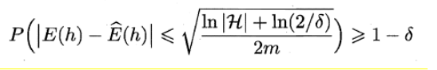 P(|E(h) − Ê(h)| ⩽ √((ln|ℋ| + ln(2/δ)) / 2m)) ⩾ 1 − δ